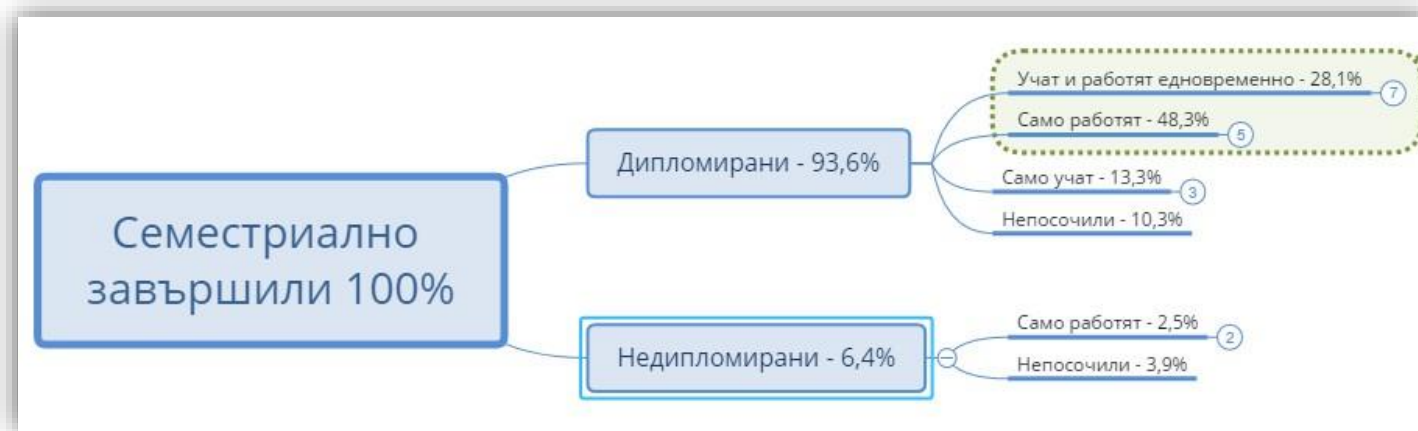 Семестриално
завършили 100%
Дипломирани - 93,6%
Учат и работят едновременно - 28,1%
7
Само работят - 48,3%
5
Само учат - 13,3%
3
Непосочили - 10,3%
Недипломирани - 6,4%
Само работят - 2,5%
2
Непосочили - 3,9%